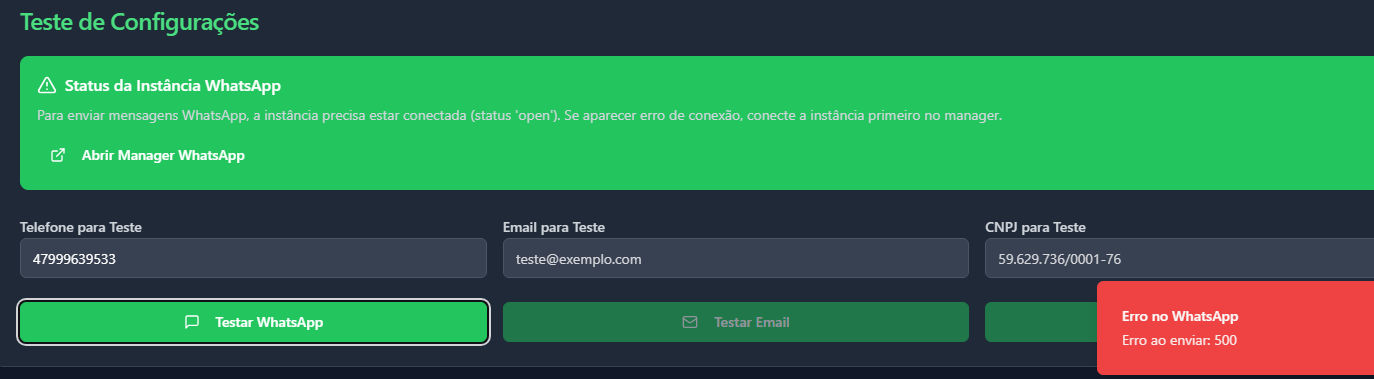 Teste de Configurações
Status da Instância WhatsApp
Para enviar mensagens WhatsApp, a instância precisa estar conectada (status 'open'). Se aparecer erro de conexão, conecte a instância primeiro no manager.
Abrir Manager WhatsApp
Telefone para Teste
Email para Teste
CNPJ para Teste
47999639533
teste@exemplo.com
59.629.736/0001-76
Testar WhatsApp
Testar Email
Erro no WhatsApp
Erro ao enviar: 500